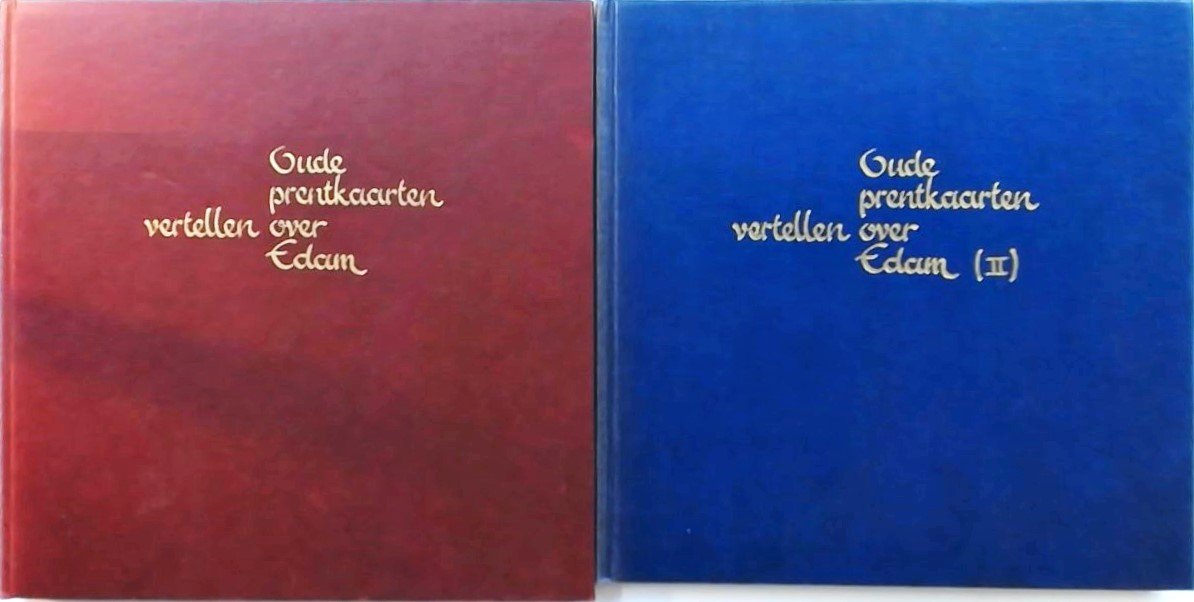 Oude
prentkaarten
vertellen over
Edam
Oude
prentkaarten
vertellen over
Edam (II)